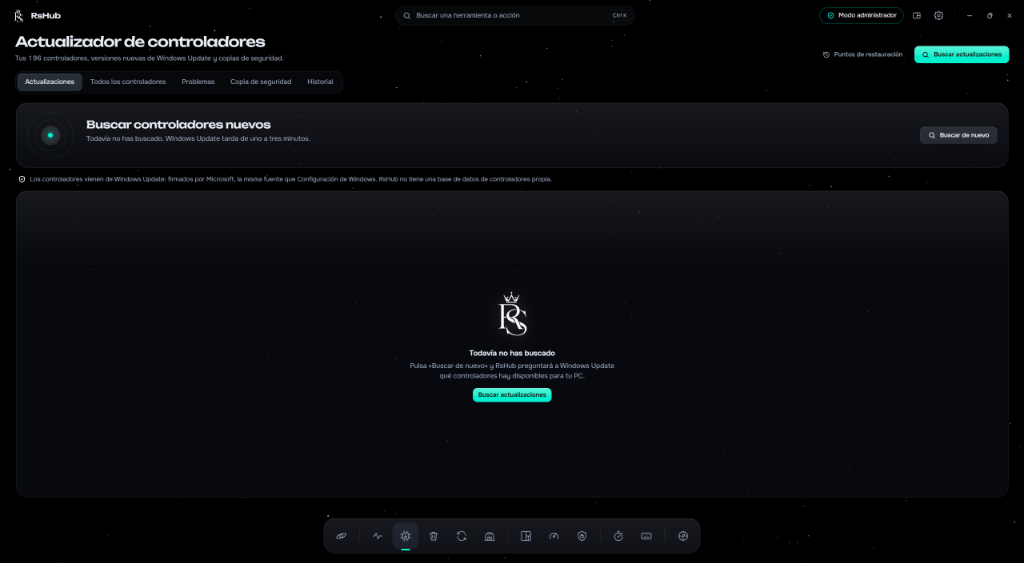 RsHub
Buscar una herramienta o acción
Ctrl K
Modo administrador
Actualizador de controladores
Tus 196 controladores, versiones nuevas de Windows Update y copias de seguridad.
Puntos de restauración
Buscar actualizaciones
Actualizaciones
Todos los controladores
Problemas
Copia de seguridad
Historial
Buscar controladores nuevos
Todavía no has buscado. Windows Update tarda de uno a tres minutos.
Buscar de nuevo
Los controladores vienen de Windows Update: firmados por Microsoft, la misma fuente que Configuración de Windows. RsHub no tiene una base de datos de controladores propia.
RS
Todavía no has buscado
Pulsa «Buscar de nuevo» y RsHub preguntará a Windows Update
qué controladores hay disponibles para tu PC.
Buscar actualizaciones